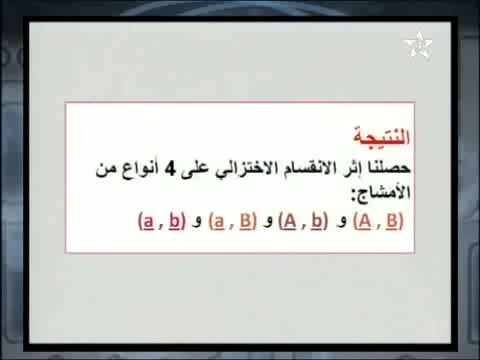 النتيجة
حصلنا إثر الانقسام الاختزالي على 4 أنواع من
الأمشاج:
(A , B) و (A , b) و (a , B) و (a , b)